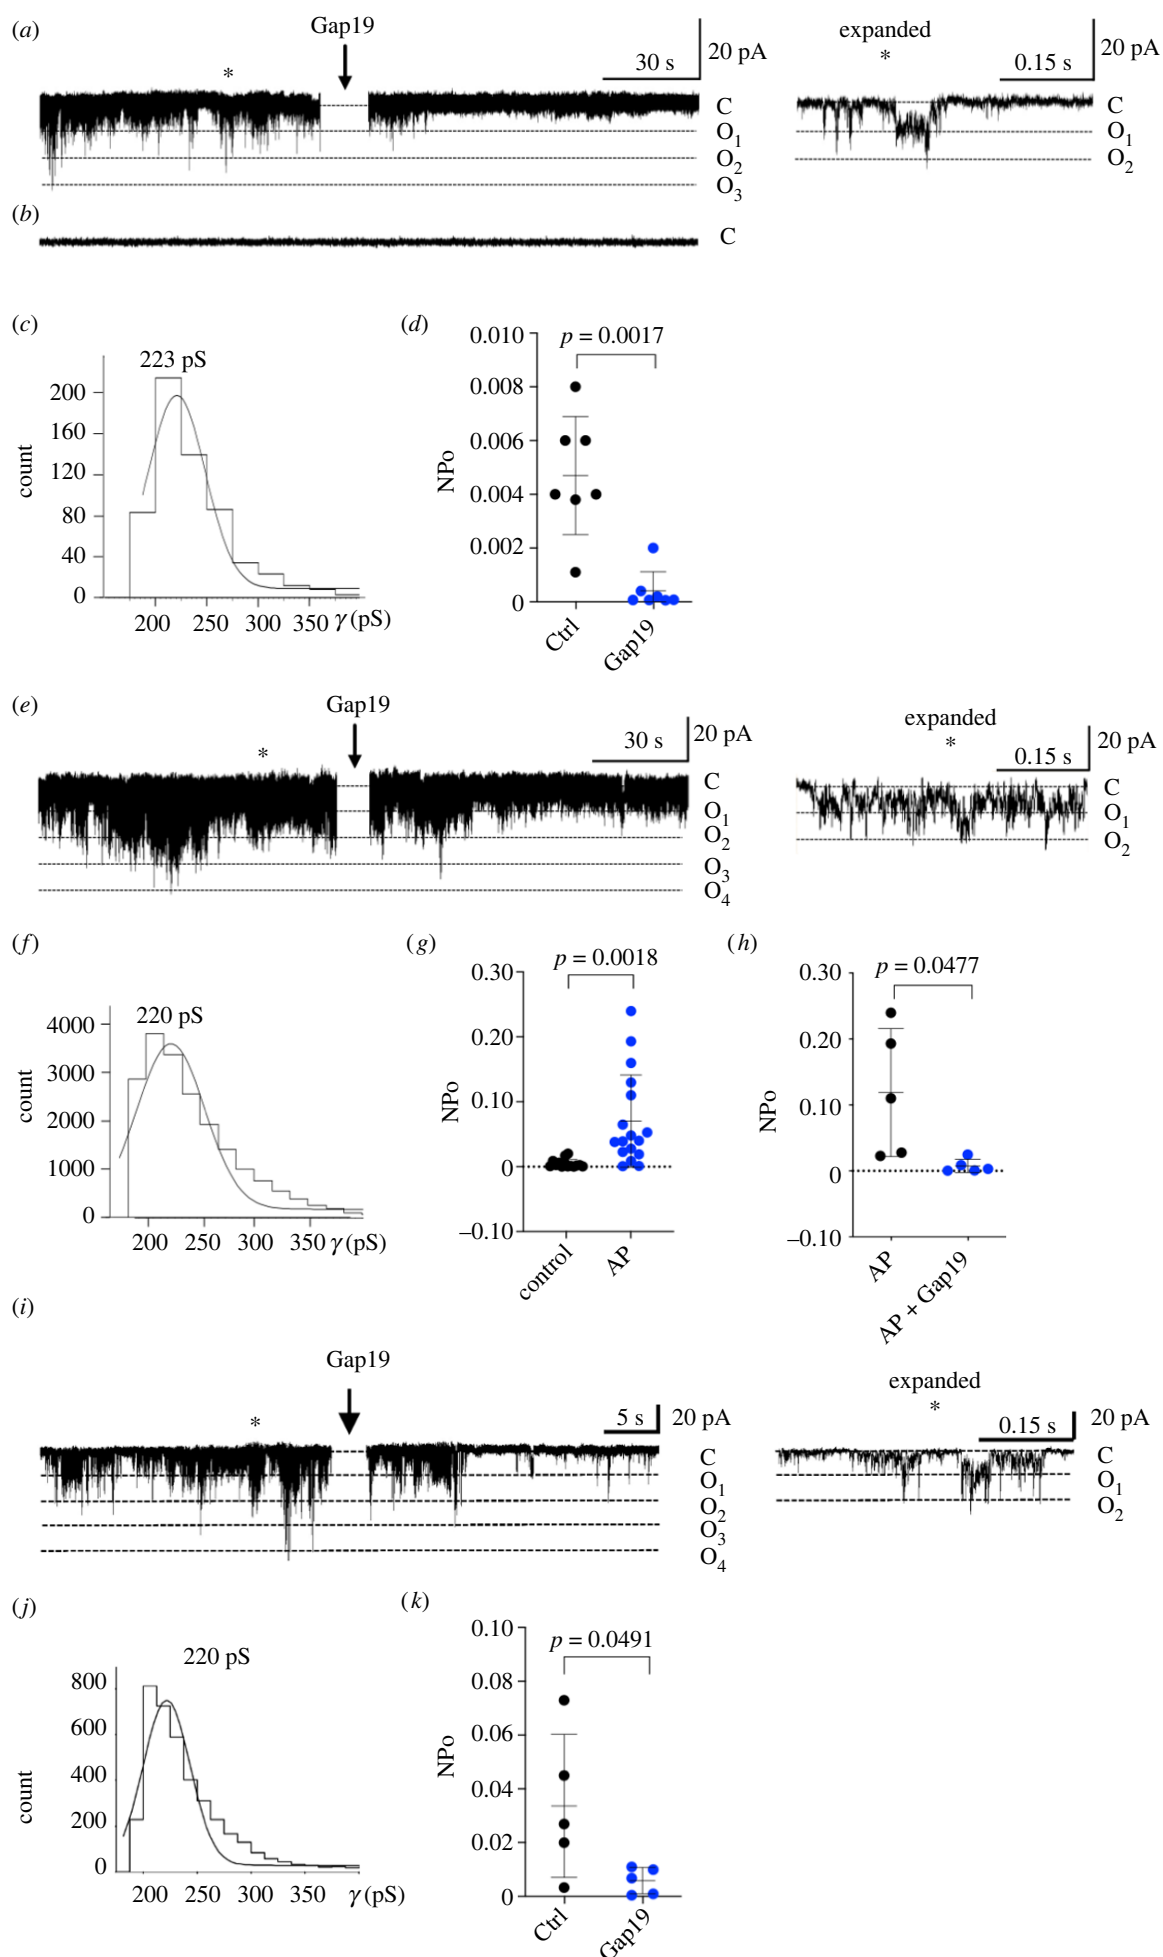 (a)
Gap19
expanded
*
*
30 s
20 pA
0.15 s
20 pA
C
O1
O2
O3
C
O1
O2
(b)
C
(c)
223 pS
200
160
120
80
40
0
count
200 250 300 350 γ (pS)
(d)
p = 0.0017
0.010
0.008
0.006
0.004
0.002
0
NPo
Ctrl
Gap19
(e)
Gap19
expanded
*
*
30 s
20 pA
0.15 s
20 pA
C
O1
O2
O3
O4
C
O1
O2
(f)
220 pS
4000
3000
2000
1000
0
count
200 250 350 γ (pS)
(g)
p = 0.0018
0.30
0.20
0.10
0
–0.10
NPo
control
AP
(h)
p = 0.0477
0.30
0.20
0.10
0
–0.10
NPo
AP
AP + Gap19
(i)
Gap19
expanded
*
*
5 s
20 pA
0.15 s
20 pA
C
O1
O2
O3
O4
C
O1
O2
(j)
220 pS
800
600
400
200
0
count
200 250 300 350 γ (pS)
(k)
p = 0.0491
0.10
0.08
0.06
0.04
0.02
0
NPo
Ctrl
Gap19